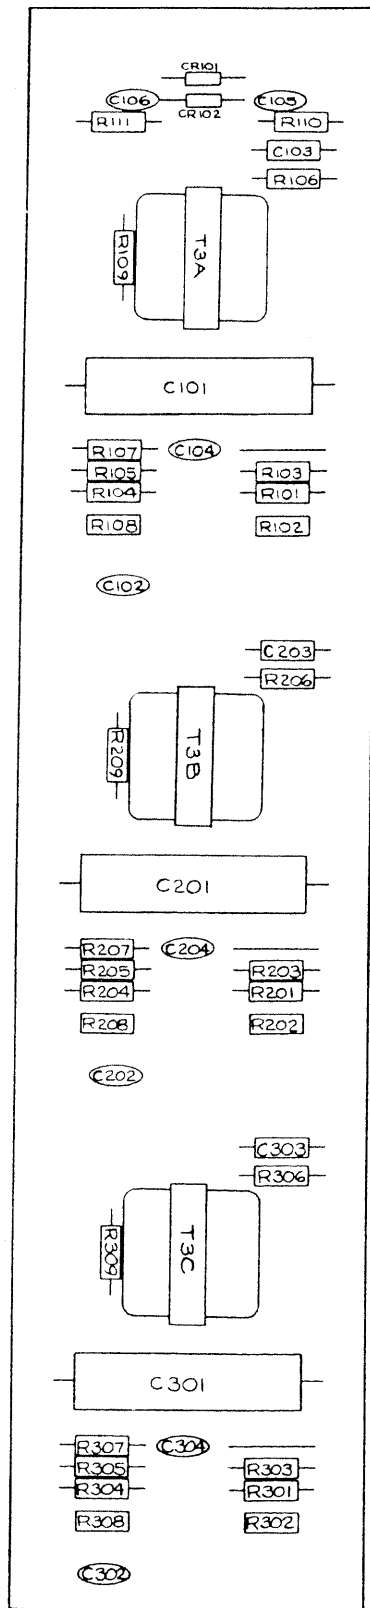 CR101
C106 C105
CR102
R111 R110
C103
R106
R109 T3A
C101
R107 C104
R105 R103
R104 R101
R108 R102
C102
C203
R206
R209 T3B
C201
R207 C204
R205 R203
R204 R201
R208 R202
C202
C303
R306
R309 T3C
C301
R307 C304
R305 R303
R304 R301
R308 R302
C302